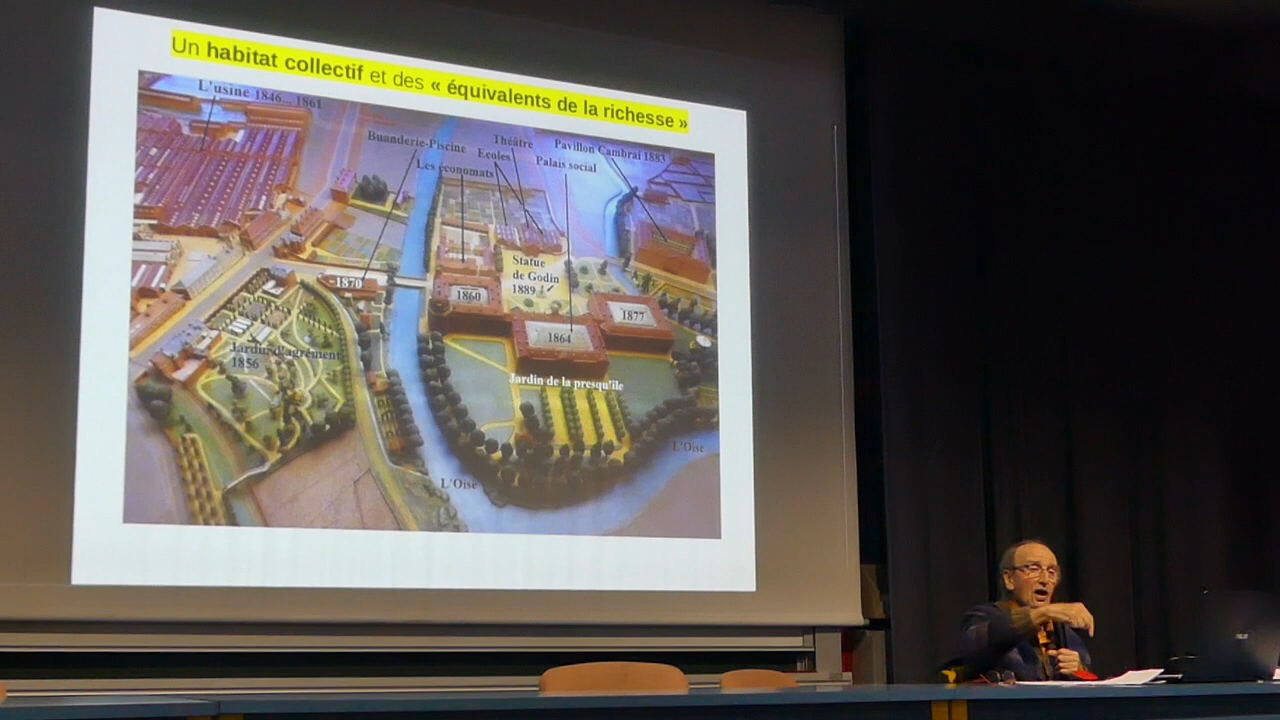 Un habitat collectif et des « équivalents de la richesse »
L'usine 1846... 1861
Buanderie-Piscine
Les économats
Théâtre
Ecoles
Palais social
Pavillon Cambrai 1883
Statue
de Godin
1889
1870
1860
1877
1864
Jardin d'agrément
1856
Jardin de la presqu'île
L'Oise
L'Oise